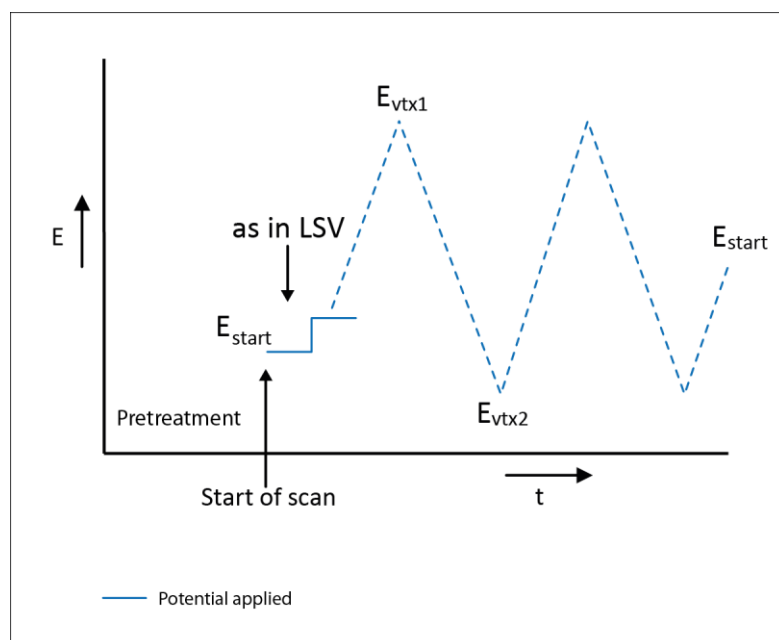 E_vtx1
as in LSV
E
E_start
E_start
Pretreatment
E_vtx2
Start of scan
t
Potential applied